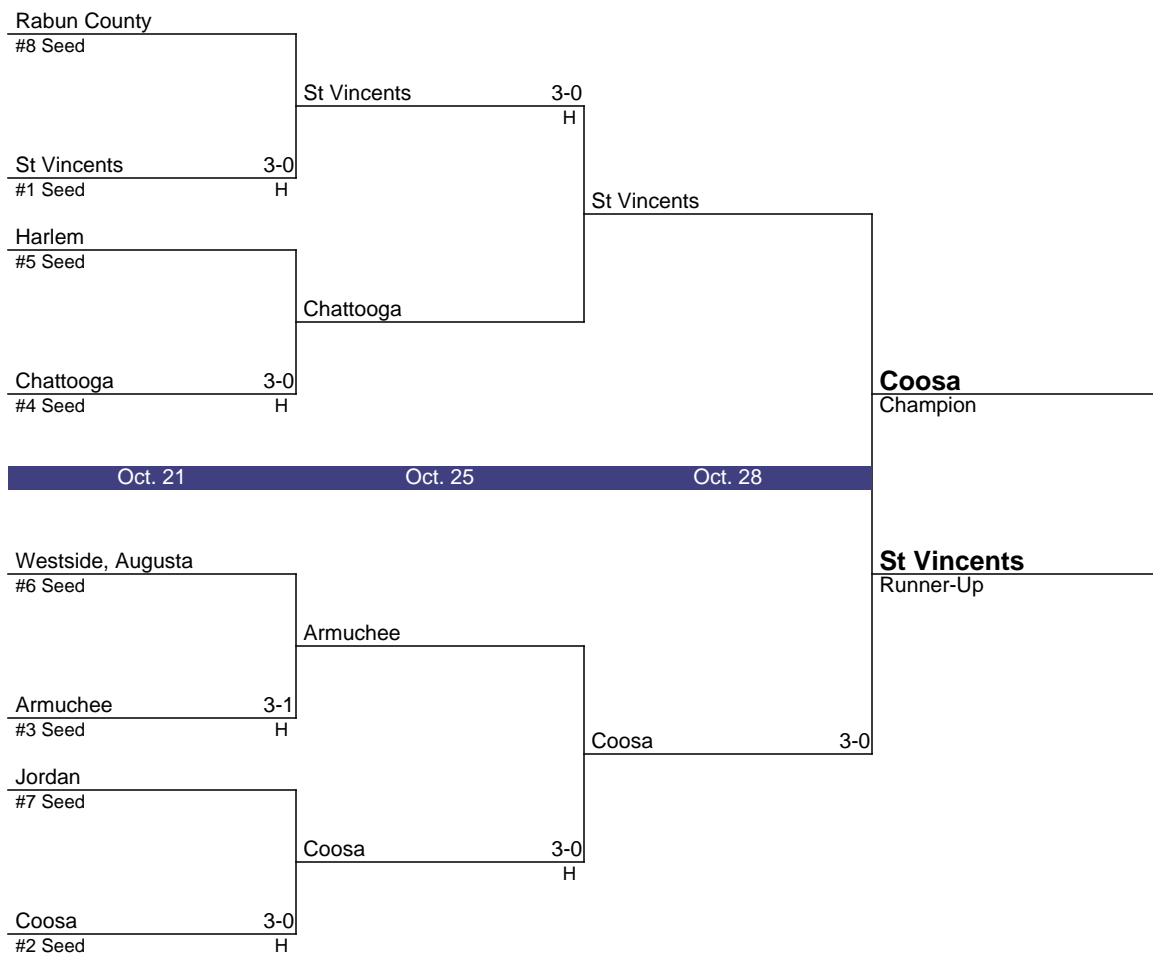 Rabun County
#8 Seed
St Vincents 3-0
H
St Vincents 3-0
#1 Seed H
St Vincents
Harlem
#5 Seed
Chattooga
Chattooga 3-0
#4 Seed H
Coosa
Champion
Oct. 21 Oct. 25 Oct. 28
Westside, Augusta
#6 Seed
St Vincents
Runner-Up
Armuchee
Armuchee 3-1
#3 Seed H
Coosa 3-0
Jordan
#7 Seed
Coosa 3-0
H
Coosa 3-0
#2 Seed H